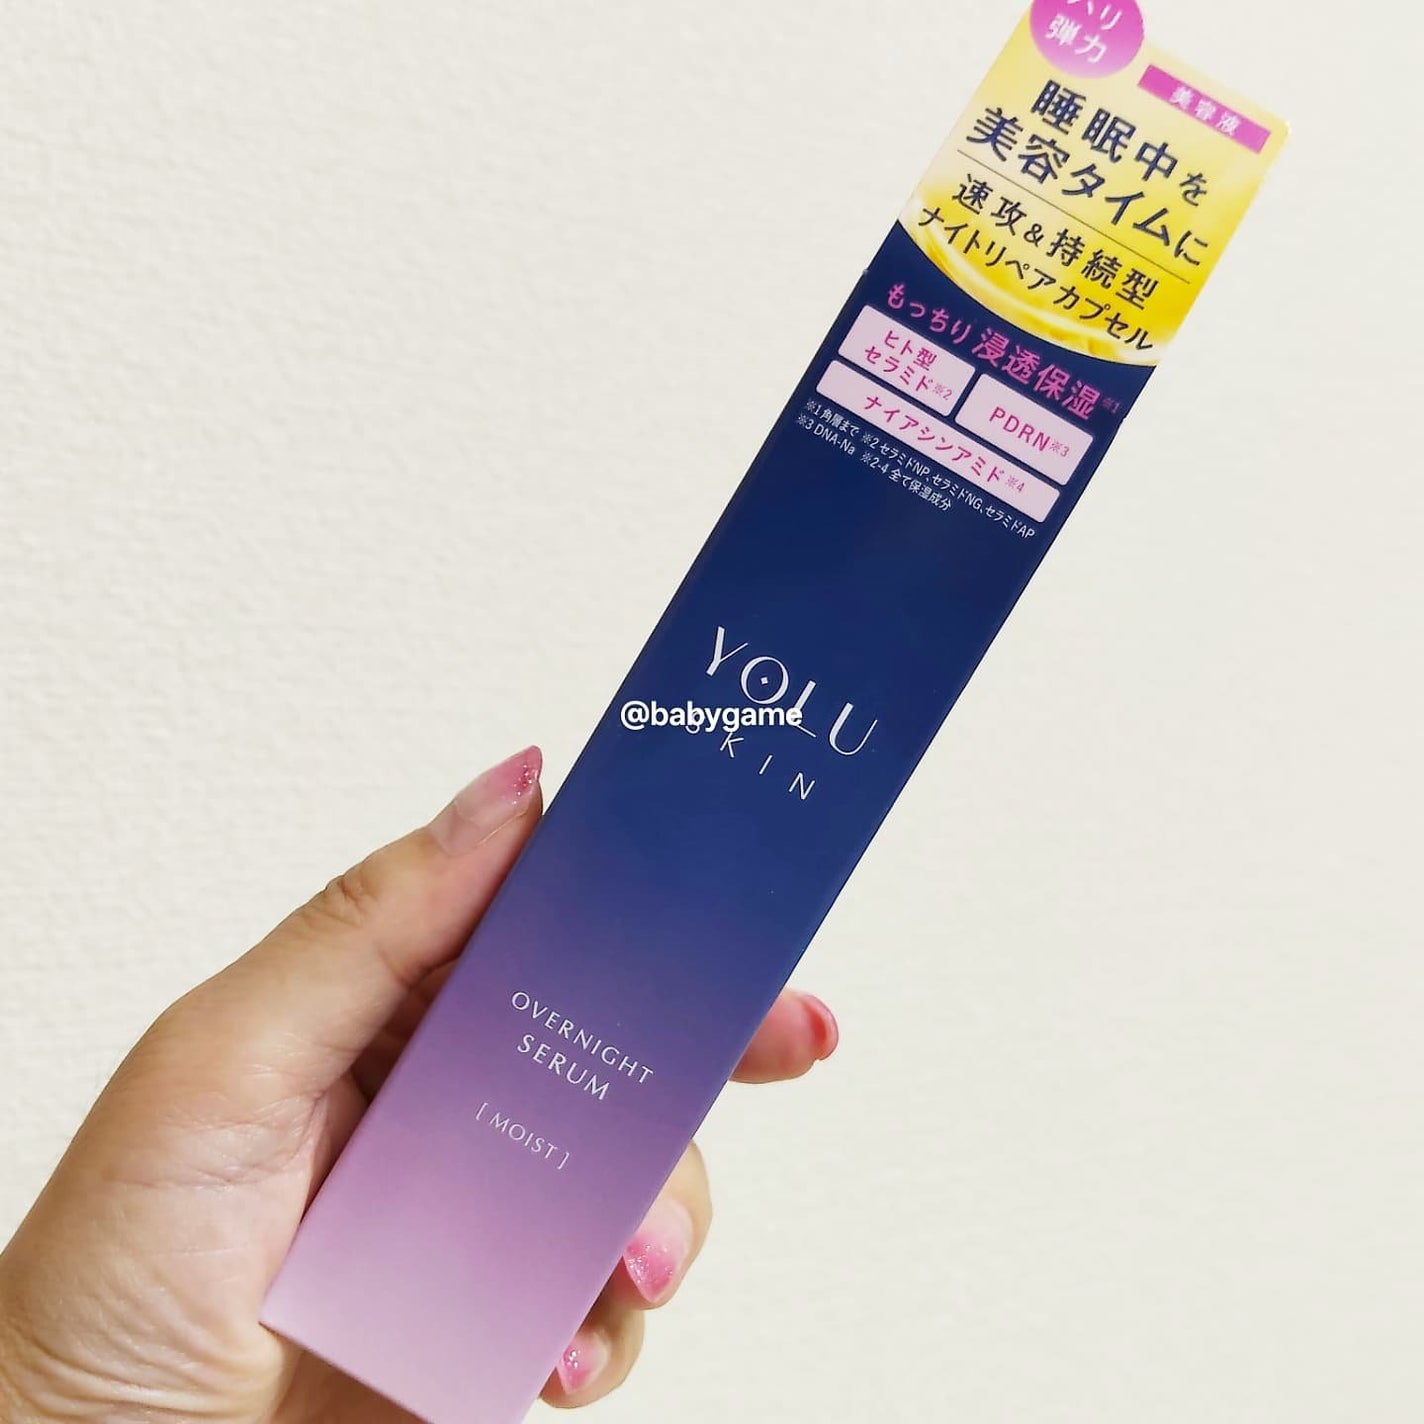 ハリ
弾力
美容液
睡眠中を
美容タイムに
速攻&持続型
ナイトリペアカプセル
もっちり浸透保湿※1
ヒト型
セラミド※2
PDRN※3
ナイアシンアミド※4
※1 角層まで ※2 セラミドNP、セラミドNG、セラミドAP
※3 DNA-Na ※2-4 全て保湿成分
YOLU
@babygame
SKIN
OVERNIGHT
SERUM
[ MOIST ]